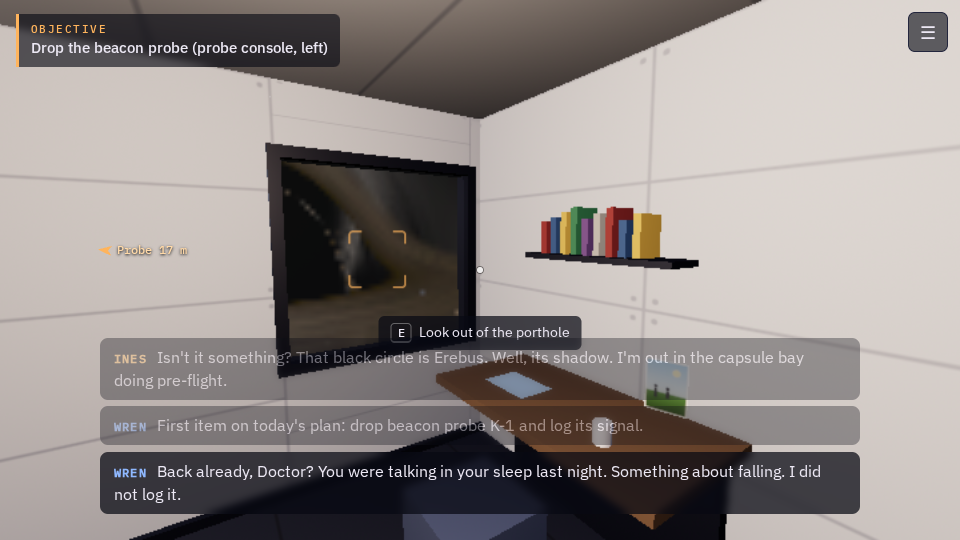 OBJECTIVE
Drop the beacon probe (probe console, left)
☰
Probe 17 m
E Look out of the porthole
INES Isn't it something? That black circle is Erebus. Well, its shadow. I'm out in the capsule bay
doing pre-flight.
WREN First item on today's plan: drop beacon probe K-1 and log its signal.
WREN Back already, Doctor? You were talking in your sleep last night. Something about falling. I did
not log it.